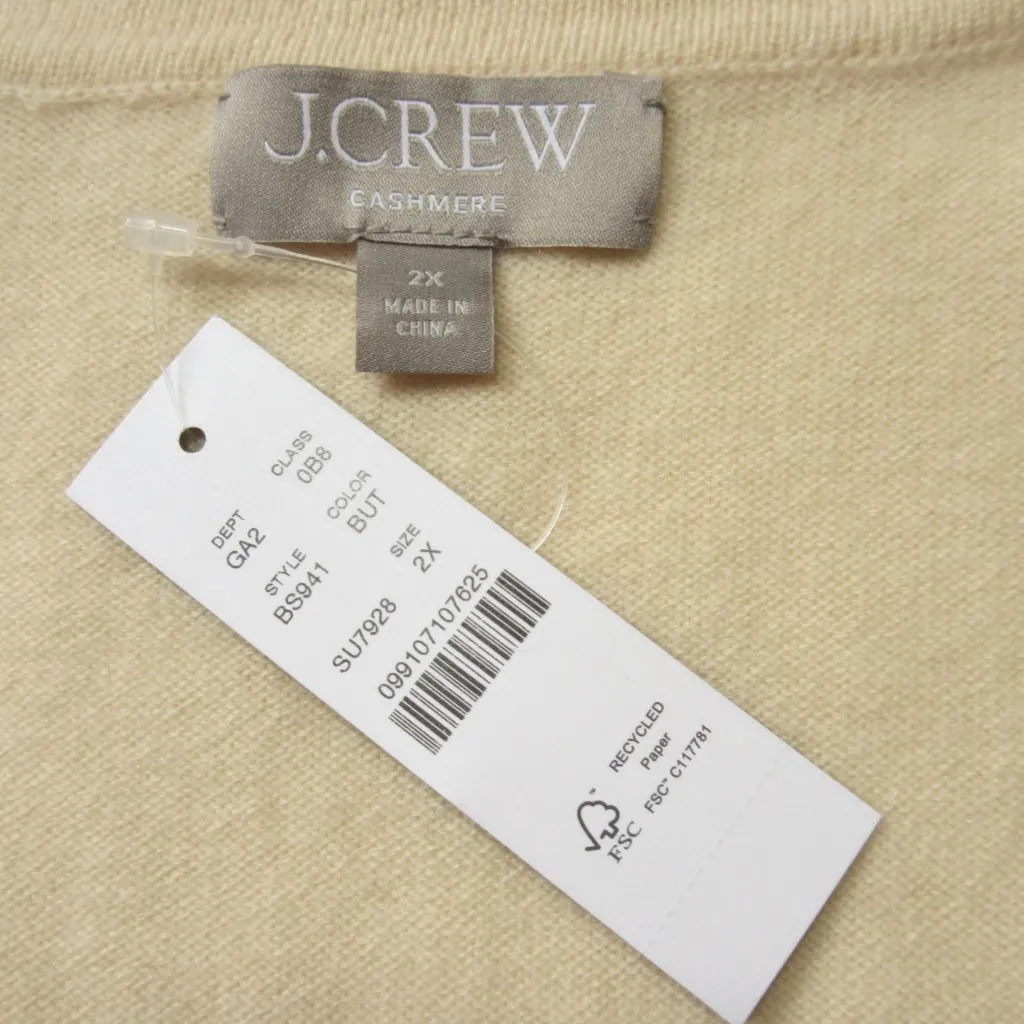 J.CREW
CASHMERE
2X
MADE IN
CHINA
DEPT CLASS
GA2 0B8
STYLE COLOR
BS941 BUT
SIZE
SU7928 2X
099107107625
RECYCLED
Paper
FSC™ C117781
™
FSC